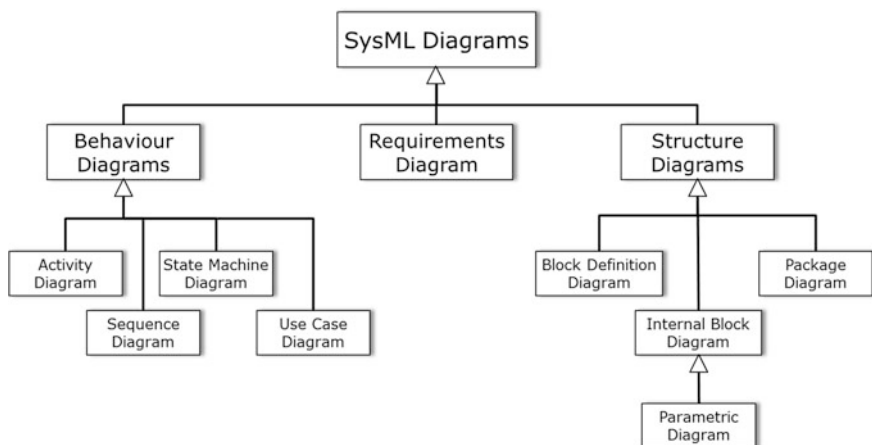 SysML Diagrams
Behaviour
Diagrams
Requirements
Diagram
Structure
Diagrams
Activity
Diagram
State Machine
Diagram
Block Definition
Diagram
Package
Diagram
Sequence
Diagram
Use Case
Diagram
Internal Block
Diagram
Parametric
Diagram